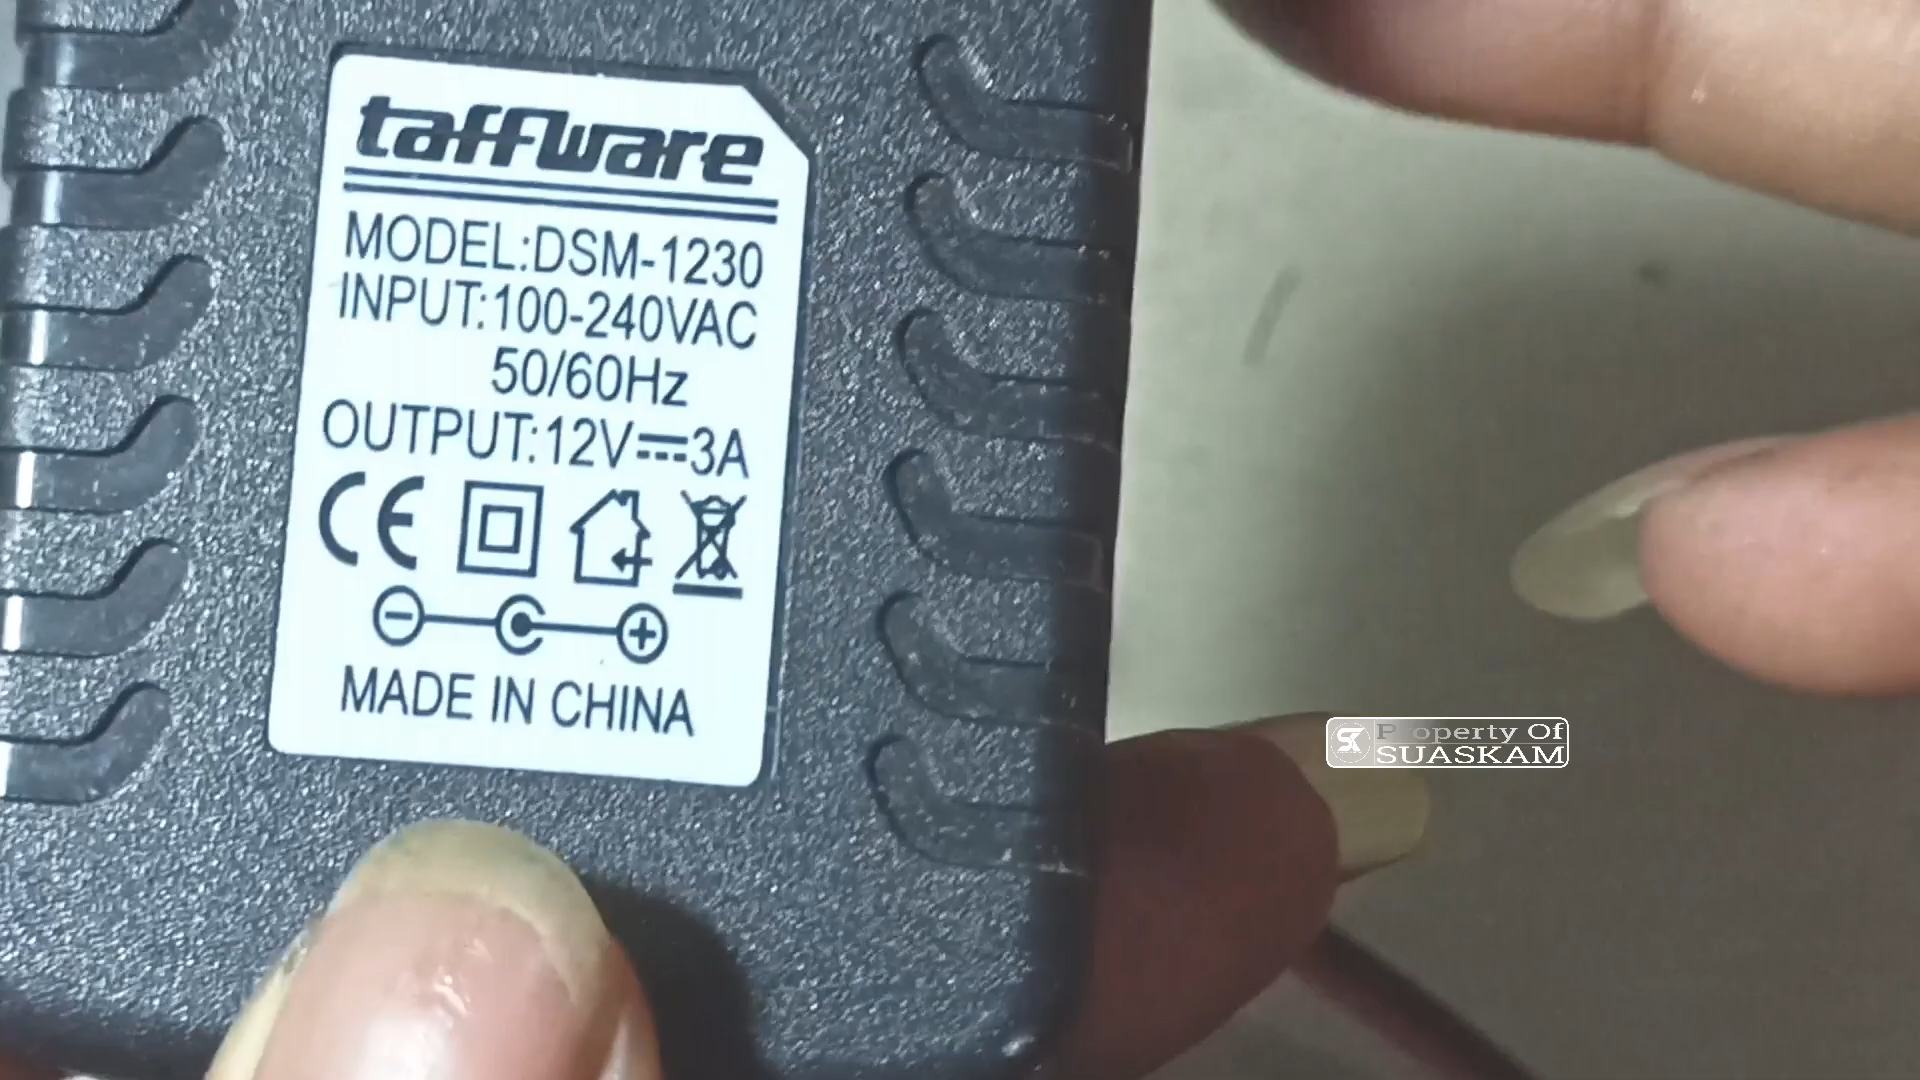 taffware
MODEL:DSM-1230
INPUT:100-240VAC
50/60Hz
OUTPUT:12V⎓3A
CE
MADE IN CHINA
SK Property Of
SUASKAM